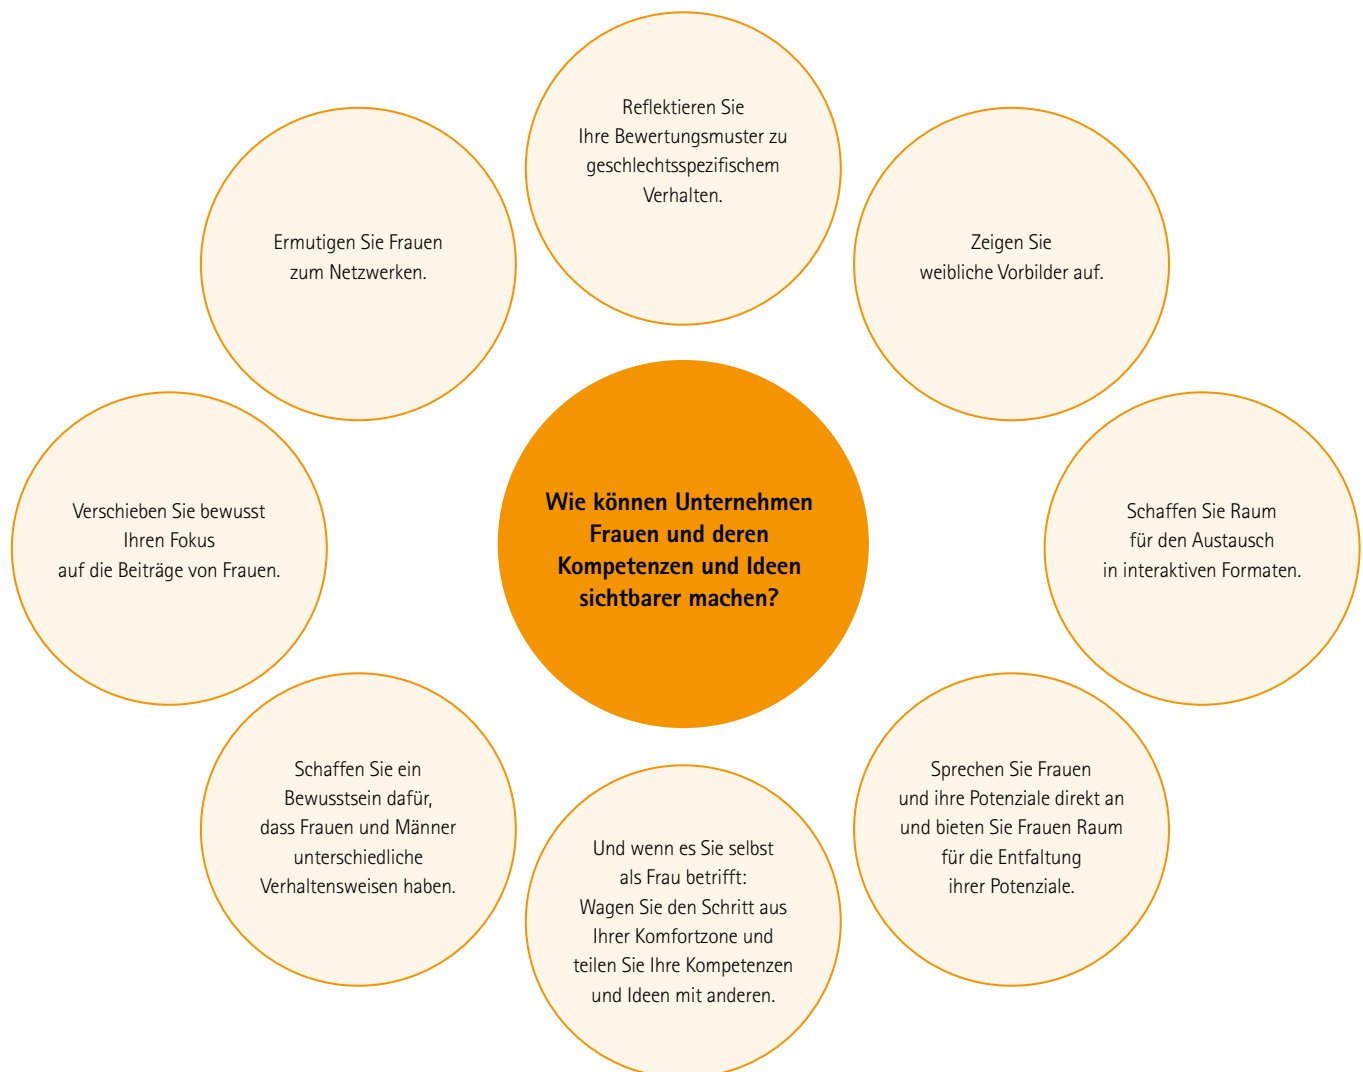 Reflektieren Sie
Ihre Bewertungsmuster zu
geschlechtsspezifischem
Verhalten.
Ermutigen Sie Frauen
zum Netzwerken.
Zeigen Sie
weibliche Vorbilder auf.
Wie können Unternehmen
Frauen und deren
Kompetenzen und Ideen
sichtbarer machen?
Verschieben Sie bewusst
Ihren Fokus
auf die Beiträge von Frauen.
Schaffen Sie Raum
für den Austausch
in interaktiven Formaten.
Schaffen Sie ein
Bewusstsein dafür,
dass Frauen und Männer
unterschiedliche
Verhaltensweisen haben.
Sprechen Sie Frauen
und ihre Potenziale direkt an
und bieten Sie Frauen Raum
für die Entfaltung
ihrer Potenziale.
Und wenn es Sie selbst
als Frau betrifft:
Wagen Sie den Schritt aus
Ihrer Komfortzone und
teilen Sie Ihre Kompetenzen
und Ideen mit anderen.